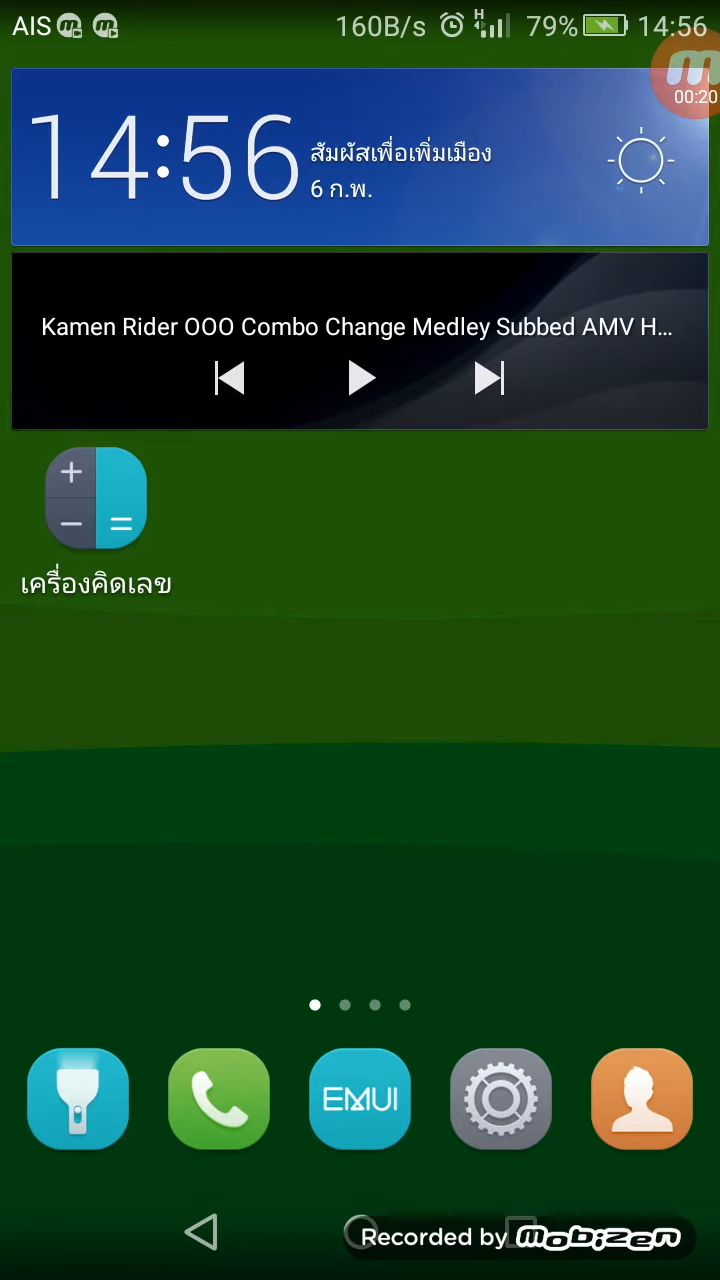 AIS 160B/s H 79% 14:56
00:20
14:56
สัมผัสเพื่อเพิ่มเมือง
6 ก.พ.
Kamen Rider OOO Combo Change Medley Subbed AMV H...
เครื่องคิดเลข
EMUI
Recorded by mobizen